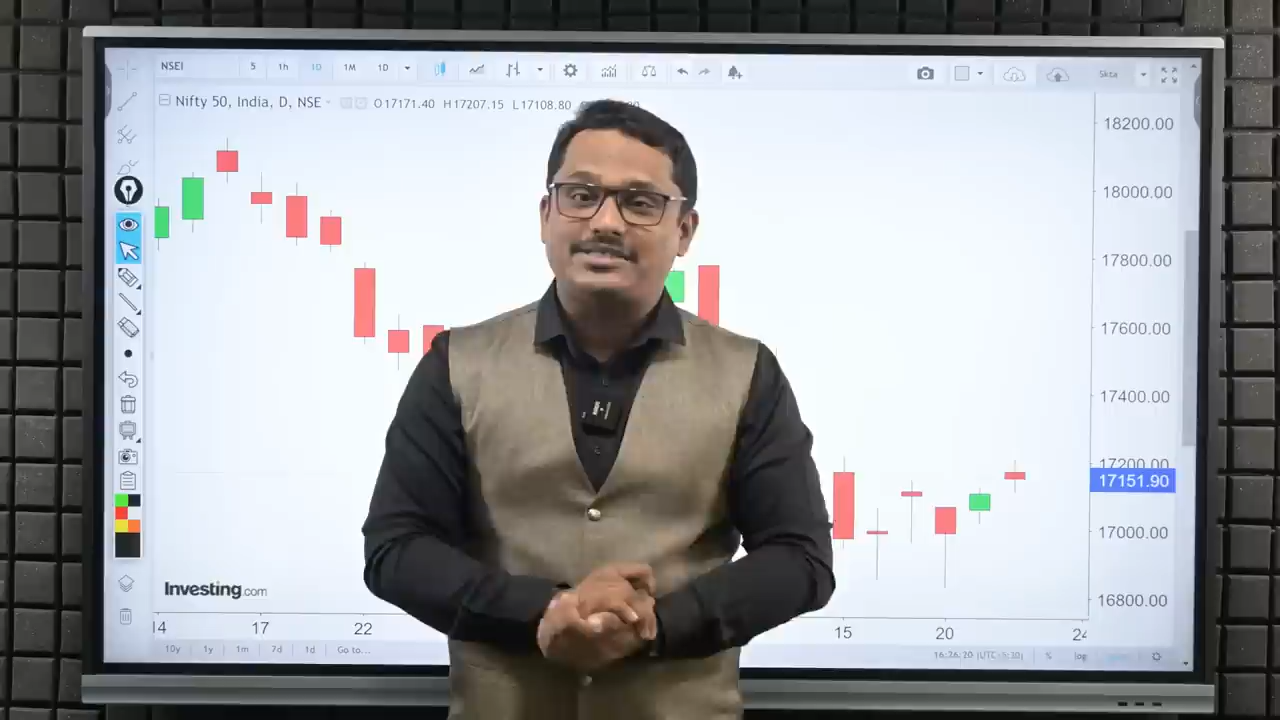 NSEI 5 1h 1D 1M 1D 5kta
Nifty 50, India, D, NSE O17171.40 H17207.15 L17108.80
18200.00
18000.00
17800.00
17600.00
17400.00
17200.00
17151.90
17000.00
16800.00
Investing.com
14 17 22 15 20 24
10y 1y 1m 7d 1d Go to... % log